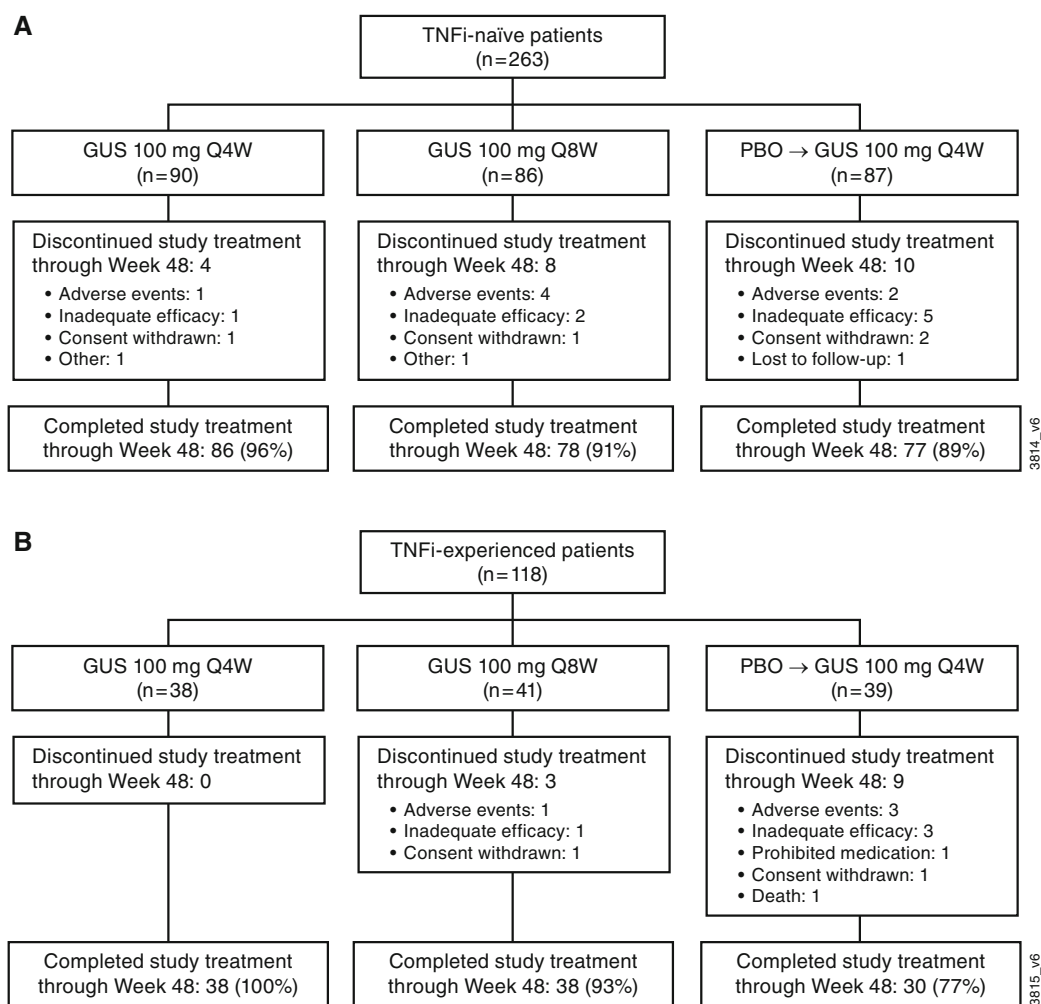 A
TNFi-naïve patients
(n=263)
GUS 100 mg Q4W
(n=90)
GUS 100 mg Q8W
(n=86)
PBO → GUS 100 mg Q4W
(n=87)
Discontinued study treatment
through Week 48: 4
• Adverse events: 1
• Inadequate efficacy: 1
• Consent withdrawn: 1
• Other: 1
Discontinued study treatment
through Week 48: 8
• Adverse events: 4
• Inadequate efficacy: 2
• Consent withdrawn: 1
• Other: 1
Discontinued study treatment
through Week 48: 10
• Adverse events: 2
• Inadequate efficacy: 5
• Consent withdrawn: 2
• Lost to follow-up: 1
Completed study treatment
through Week 48: 86 (96%)
Completed study treatment
through Week 48: 78 (91%)
Completed study treatment
through Week 48: 77 (89%)
3814_v6
B
TNFi-experienced patients
(n=118)
GUS 100 mg Q4W
(n=38)
GUS 100 mg Q8W
(n=41)
PBO → GUS 100 mg Q4W
(n=39)
Discontinued study treatment
through Week 48: 0
Discontinued study treatment
through Week 48: 3
• Adverse events: 1
• Inadequate efficacy: 1
• Consent withdrawn: 1
Discontinued study treatment
through Week 48: 9
• Adverse events: 3
• Inadequate efficacy: 3
• Prohibited medication: 1
• Consent withdrawn: 1
• Death: 1
Completed study treatment
through Week 48: 38 (100%)
Completed study treatment
through Week 48: 38 (93%)
Completed study treatment
through Week 48: 30 (77%)
3815_v6